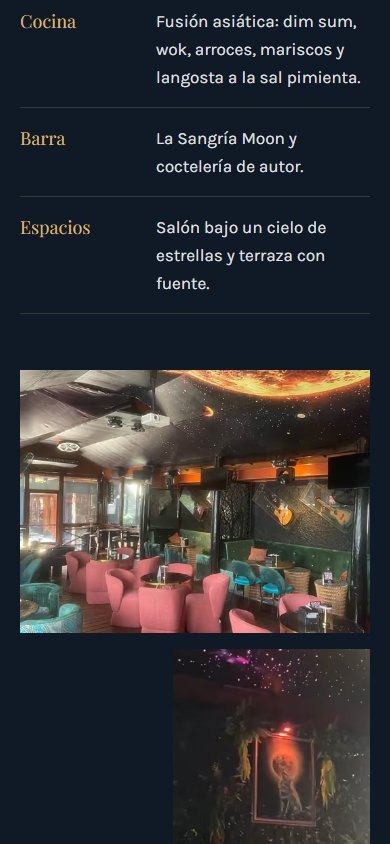 Cocina
Fusión asiática: dim sum,
wok, arroces, mariscos y
langosta a la sal pimienta.
Barra
La Sangría Moon y
coctelería de autor.
Espacios
Salón bajo un cielo de
estrellas y terraza con
fuente.